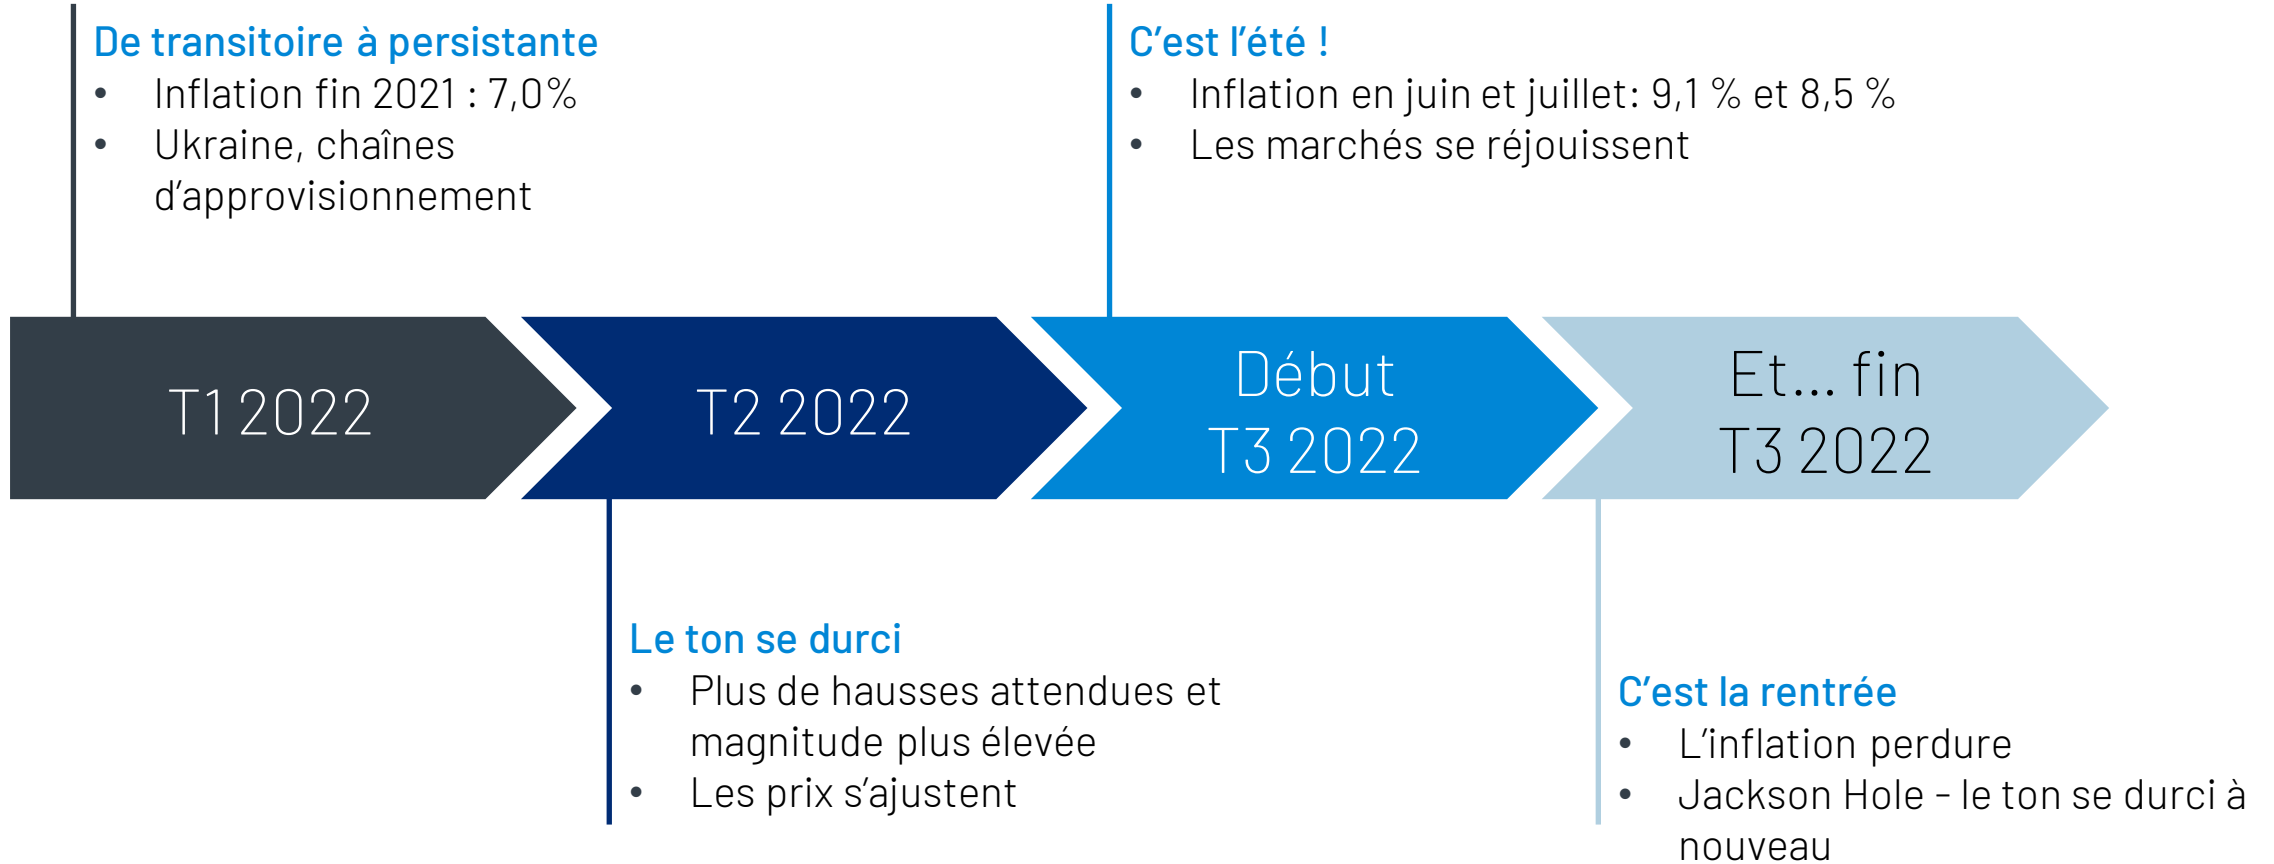 De transitoire à persistante
• Inflation fin 2021 : 7,0%
• Ukraine, chaînes
d’approvisionnement
C’est l’été !
• Inflation en juin et juillet: 9,1 % et 8,5 %
• Les marchés se réjouissent
T1 2022
T2 2022
Début
T3 2022
Et... fin
T3 2022
Le ton se durci
• Plus de hausses attendues et
magnitude plus élevée
• Les prix s’ajustent
C’est la rentrée
• L’inflation perdure
• Jackson Hole - le ton se durci à
nouveau